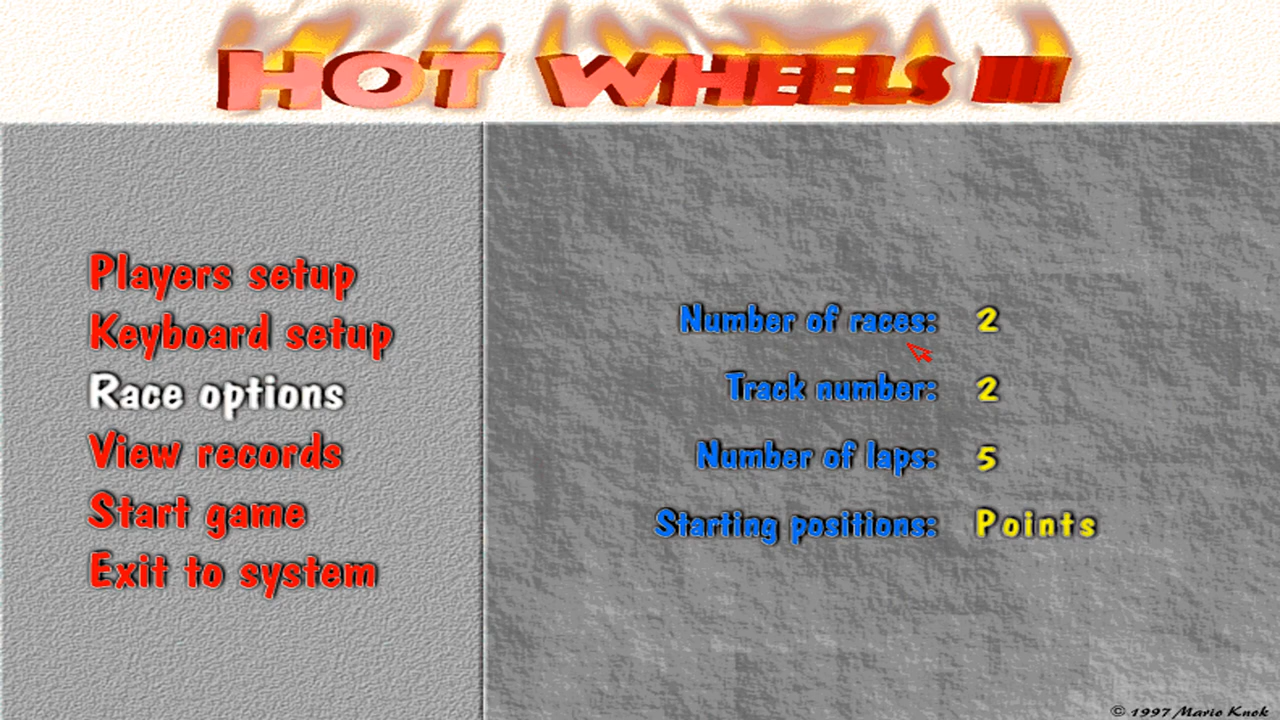 HOT WHEELS III
Players setup
Keyboard setup
Race options
View records
Start game
Exit to system
Number of races: 2
Track number: 2
Number of laps: 5
Starting positions: Points
© 1997 Mario Knok